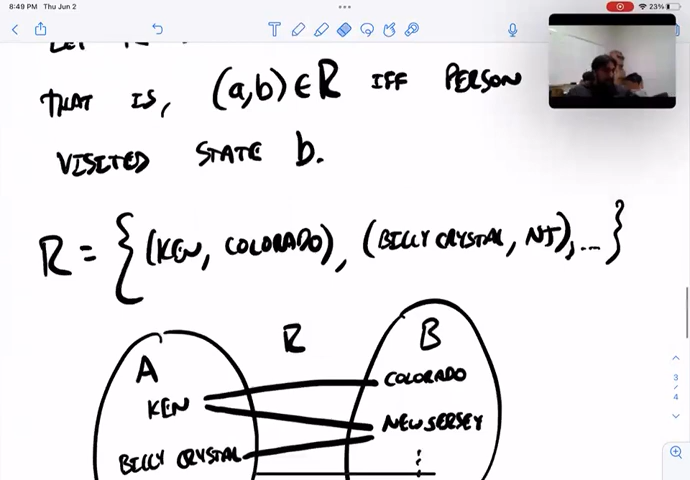 8:49 PM Thu Jun 2
23%
THAT IS, (a,b) ∈ R IFF PERSON
VISITED STATE b.
R = { (KEN, COLORADO), (BILLY CRYSTAL, NJ), ... }
R
A
B
KEN
COLORADO
NEW JERSEY
BILLY CRYSTAL
3
/
4